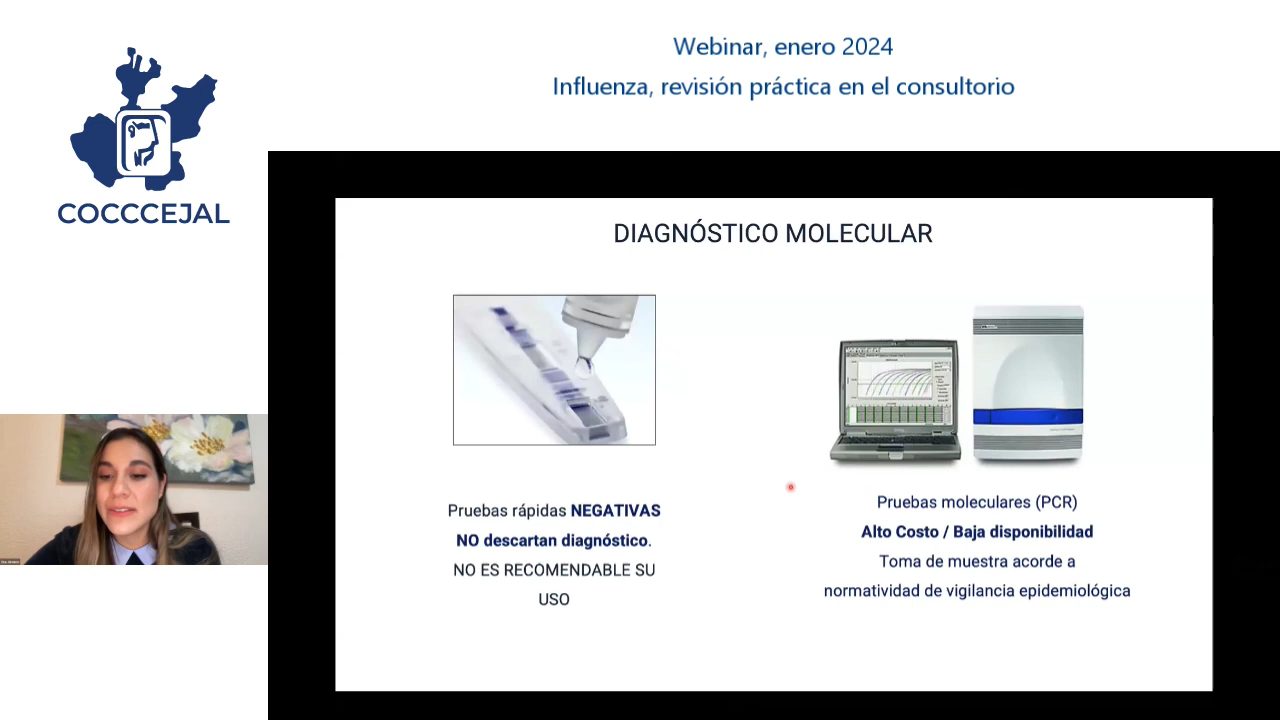 Webinar, enero 2024
Influenza, revisión práctica en el consultorio
COCCCEJAL
DIAGNÓSTICO MOLECULAR
Pruebas rápidas NEGATIVAS
NO descartan diagnóstico.
NO ES RECOMENDABLE SU
USO
Pruebas moleculares (PCR)
Alto Costo / Baja disponibilidad
Toma de muestra acorde a
normatividad de vigilancia epidemiológica